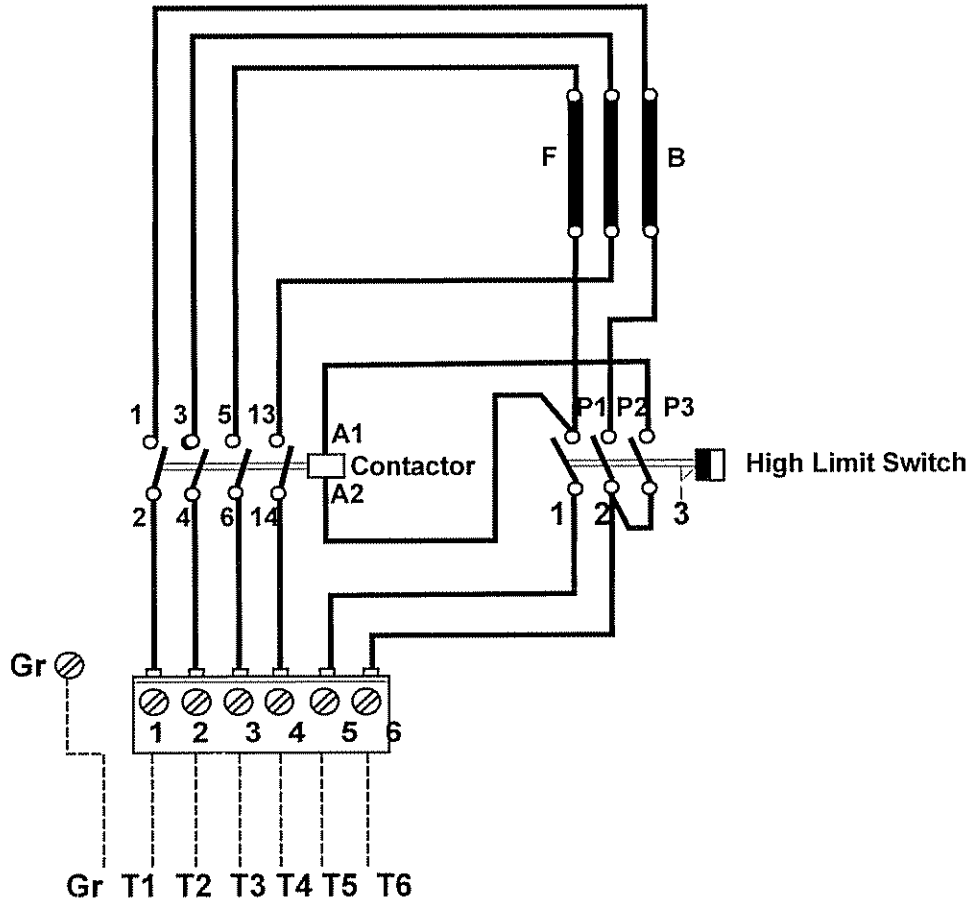 F B
1 3 5 13 P1 P2 P3
A1
Contactor High Limit Switch
A2
2 4 6 14 1 2 3
Gr
1 2 3 4 5 6
Gr T1 T2 T3 T4 T5 T6